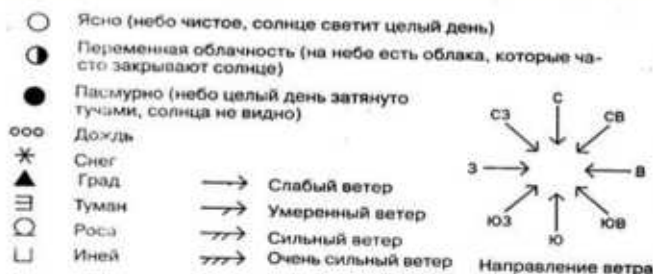 Ясно (небо чистое, солнце светит целый день)
Переменная облачность (на небе есть облака, которые ча-
сто закрывают солнце)
Пасмурно (небо целый день затянуто
тучами, солнца не видно)
Дождь
Снег
Град
Туман
Роса
Иней
Слабый ветер
Умеренный ветер
Сильный ветер
Очень сильный ветер
С
СЗ
СВ
З
В
ЮЗ
ЮВ
Ю
Направление ветра